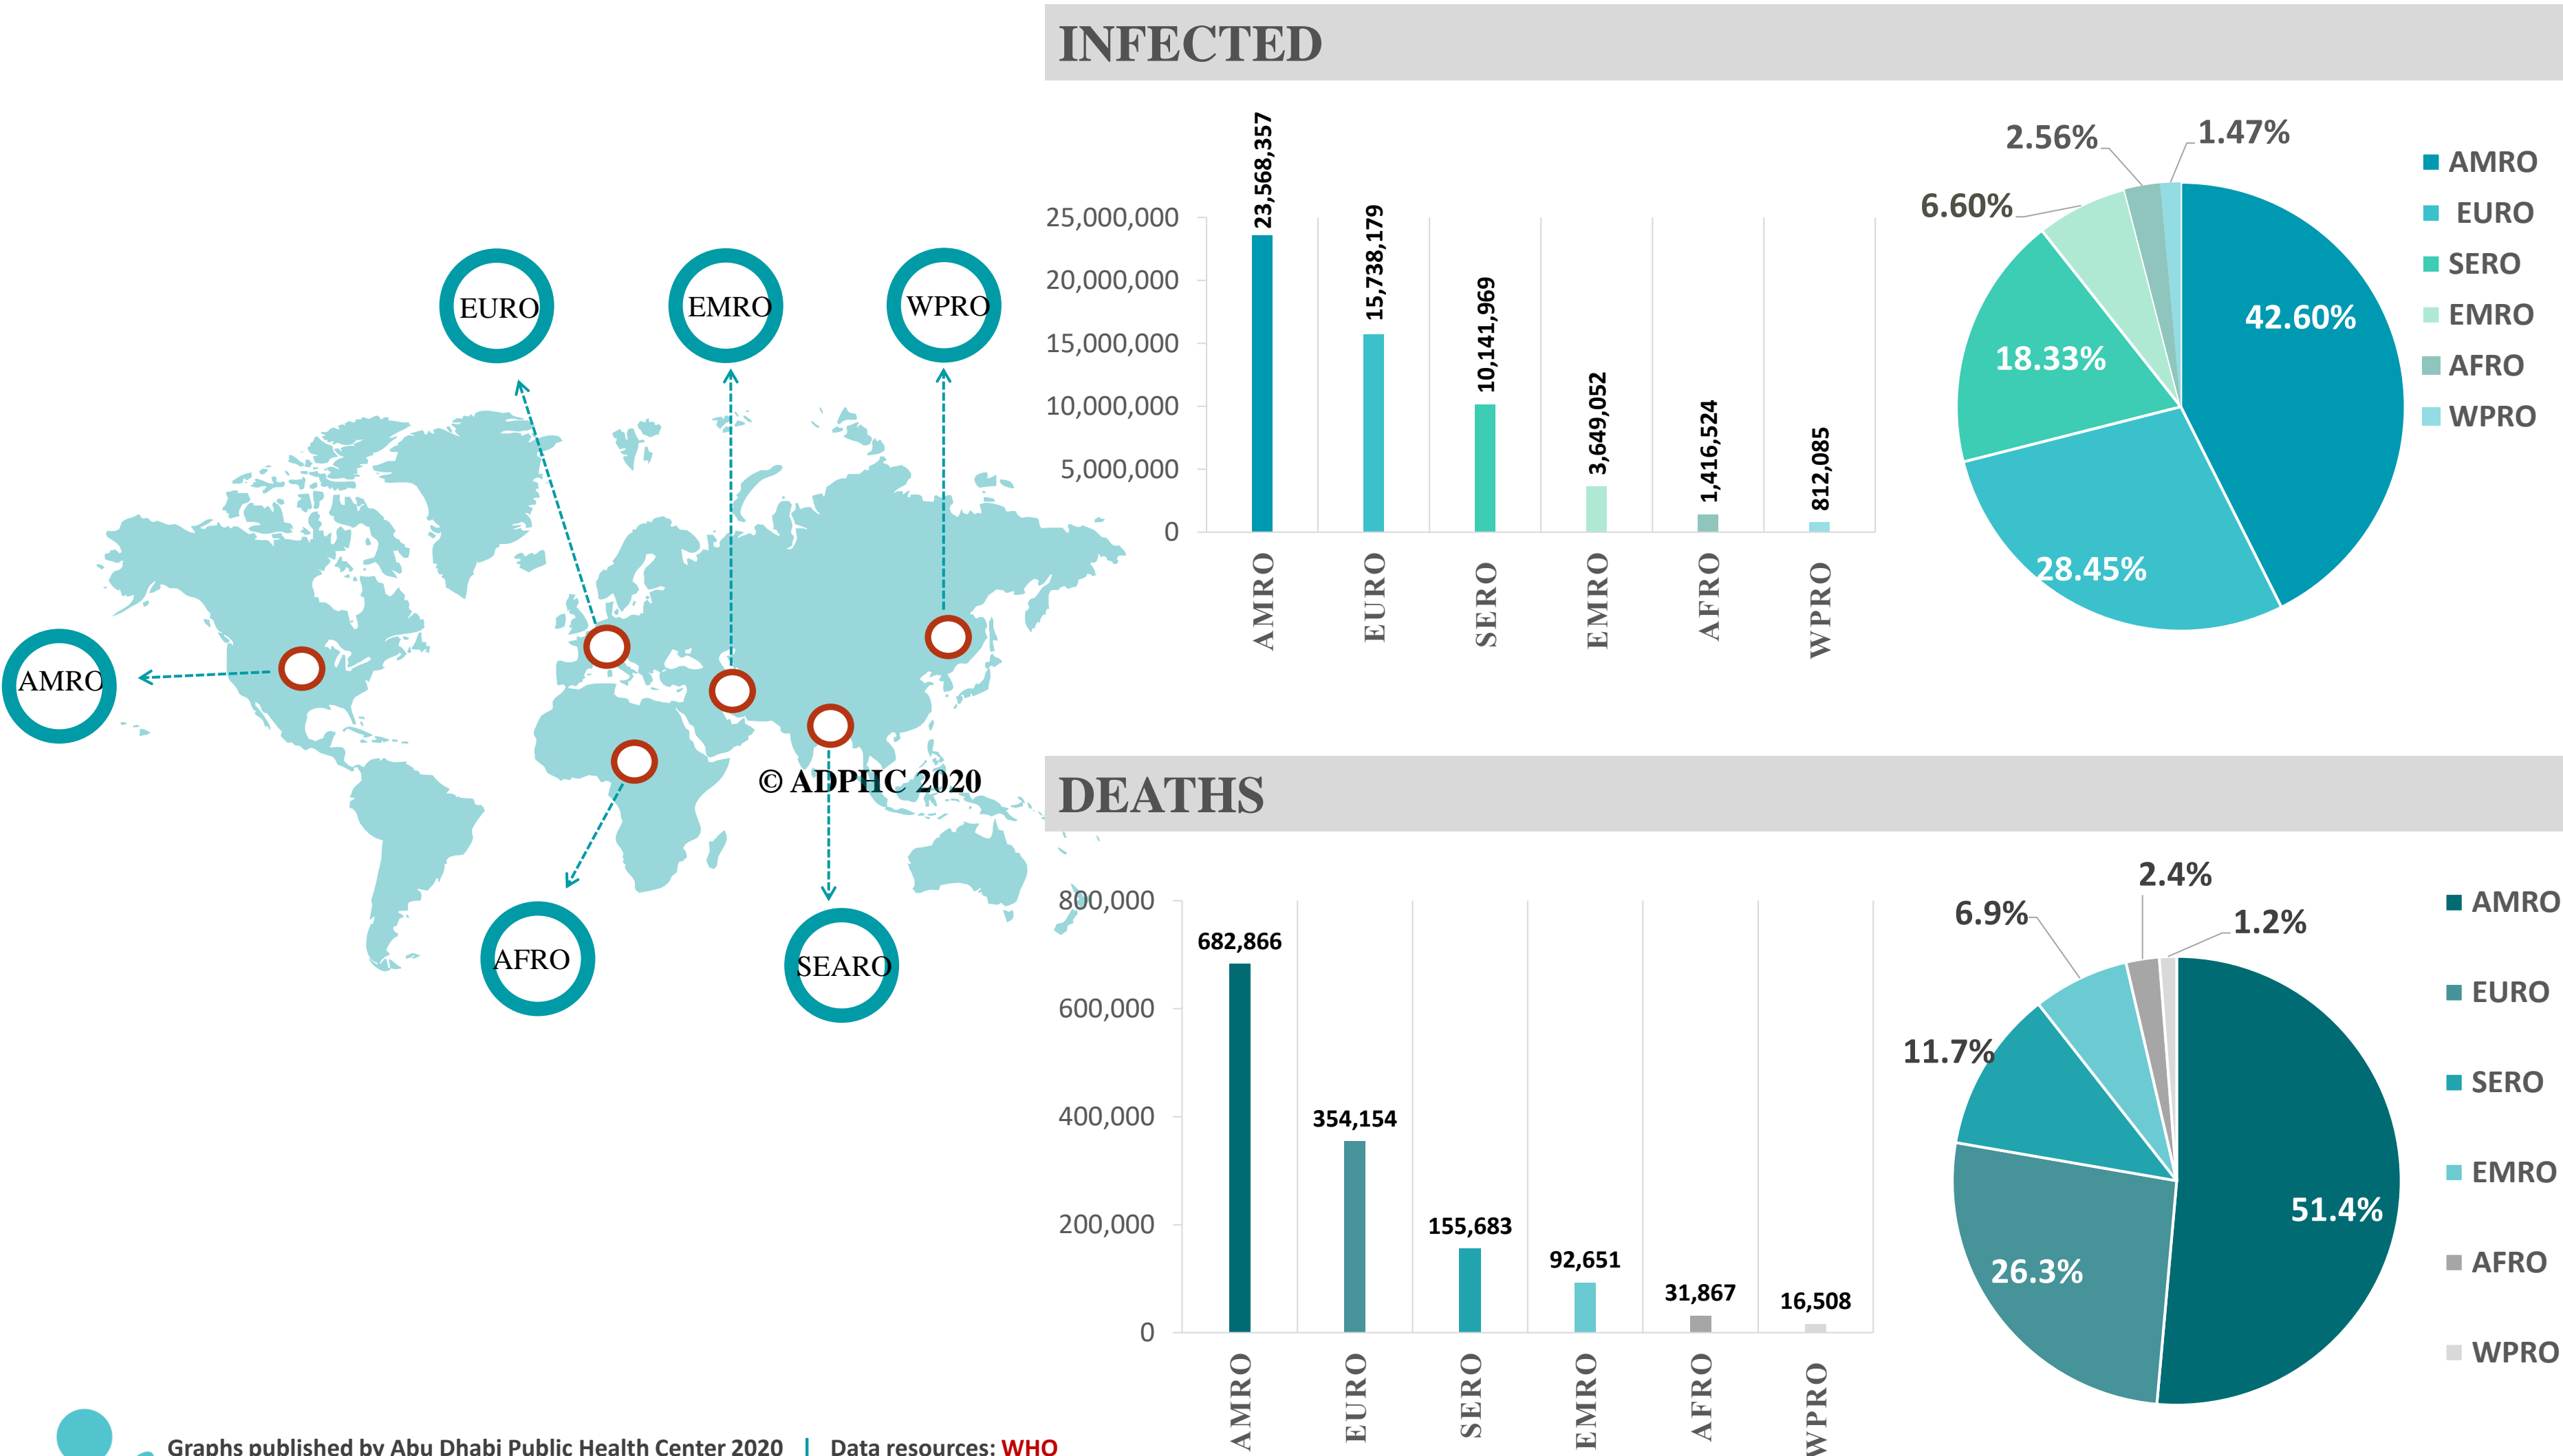 INFECTED
EURO
EMRO
WPRO
AMRO
AFRO
SEARO
© ADPHC 2020
25,000,000
20,000,000
15,000,000
10,000,000
5,000,000
0
23,568,357
15,738,179
10,141,969
3,649,052
1,416,524
812,085
AMRO
EURO
SERO
EMRO
AFRO
WPRO
2.56%
1.47%
6.60%
42.60%
18.33%
28.45%
AMRO
EURO
SERO
EMRO
AFRO
WPRO
DEATHS
800,000
600,000
400,000
200,000
0
682,866
354,154
155,683
92,651
31,867
16,508
AMRO
EURO
SERO
EMRO
AFRO
WPRO
2.4%
6.9%
1.2%
11.7%
51.4%
26.3%
AMRO
EURO
SERO
EMRO
AFRO
WPRO
Graphs published by Abu Dhabi Public Health Center 2020 | Data resources: WHO